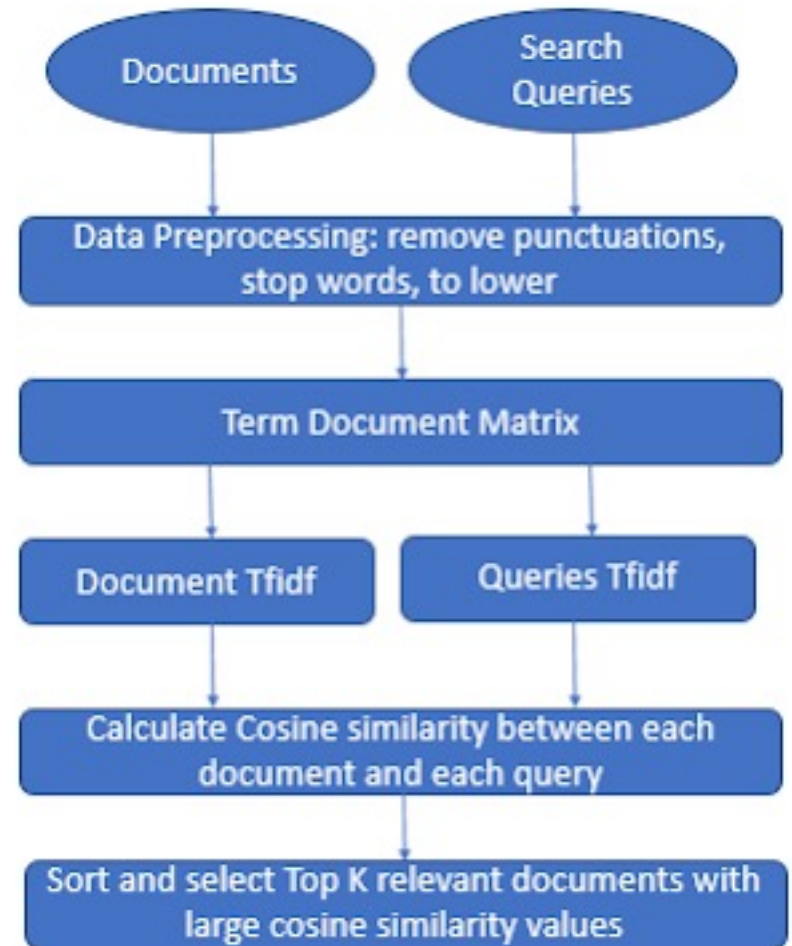 Documents
Search
Queries
Data Preprocessing: remove punctuations,
stop words, to lower
Term Document Matrix
Document Tfidf
Queries Tfidf
Calculate Cosine similarity between each
document and each query
Sort and select Top K relevant documents with
large cosine similarity values